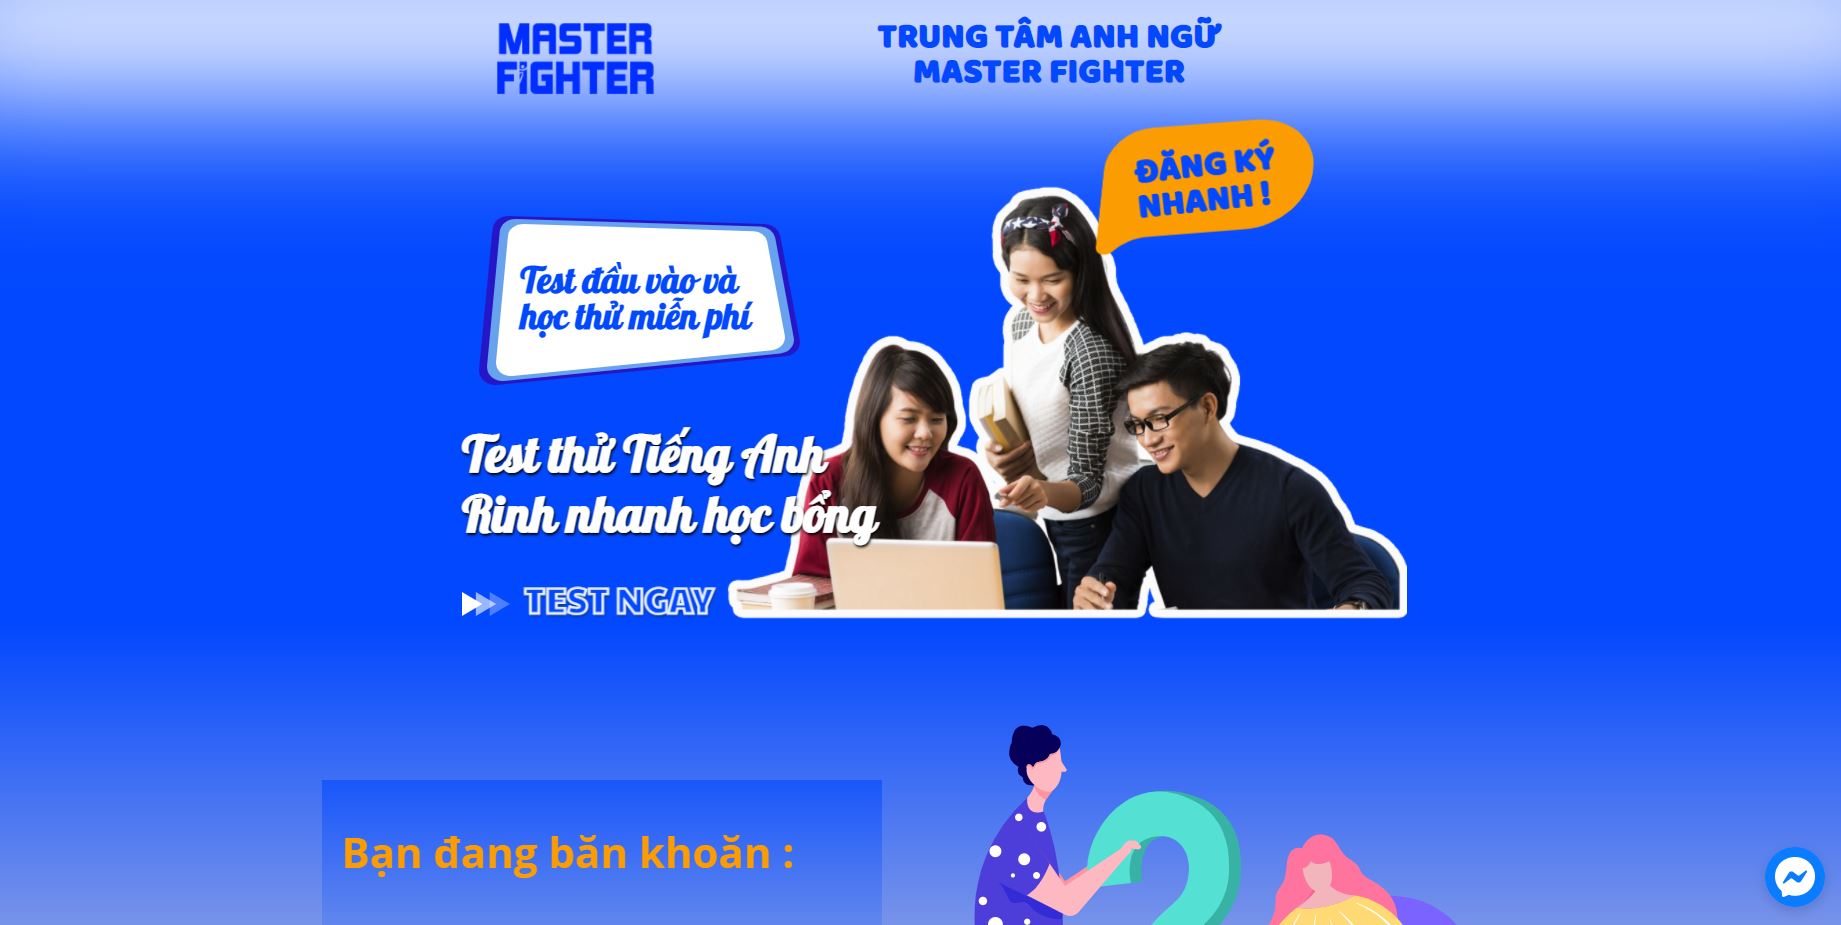 MASTER
FIGHTER
TRUNG TÂM ANH NGỮ
MASTER FIGHTER
ĐĂNG KÝ
NHANH !
Test đầu vào và
học thử miễn phí
Test thử Tiếng Anh
Rinh nhanh học bổng
TEST NGAY
Bạn đang băn khoăn :